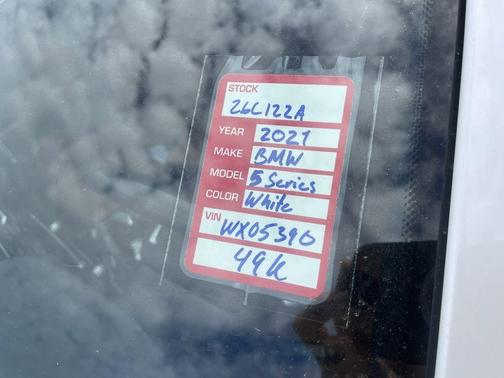 STOCK
26C122A
YEAR 2021
MAKE BMW
MODEL 5 Series
COLOR White
VIN
WX05390
49K